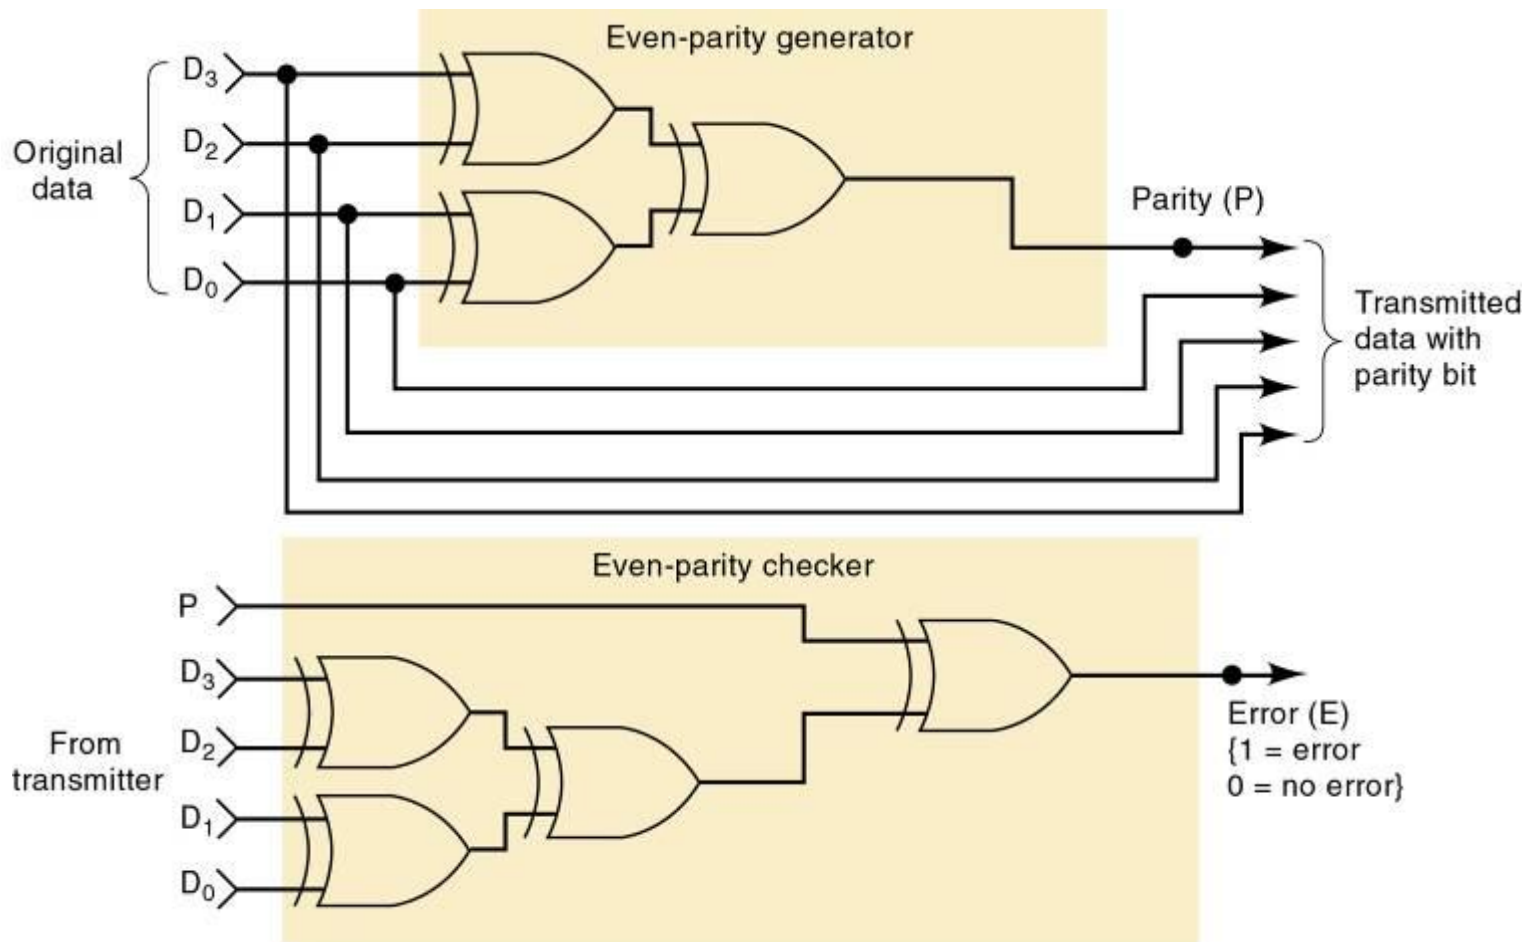 Even-parity generator
D₃
D₂
Original
data
D₁
D₀
Parity (P)
Transmitted
data with
parity bit
Even-parity checker
P
D₃
D₂
From
transmitter
D₁
D₀
Error (E)
{1 = error
0 = no error}